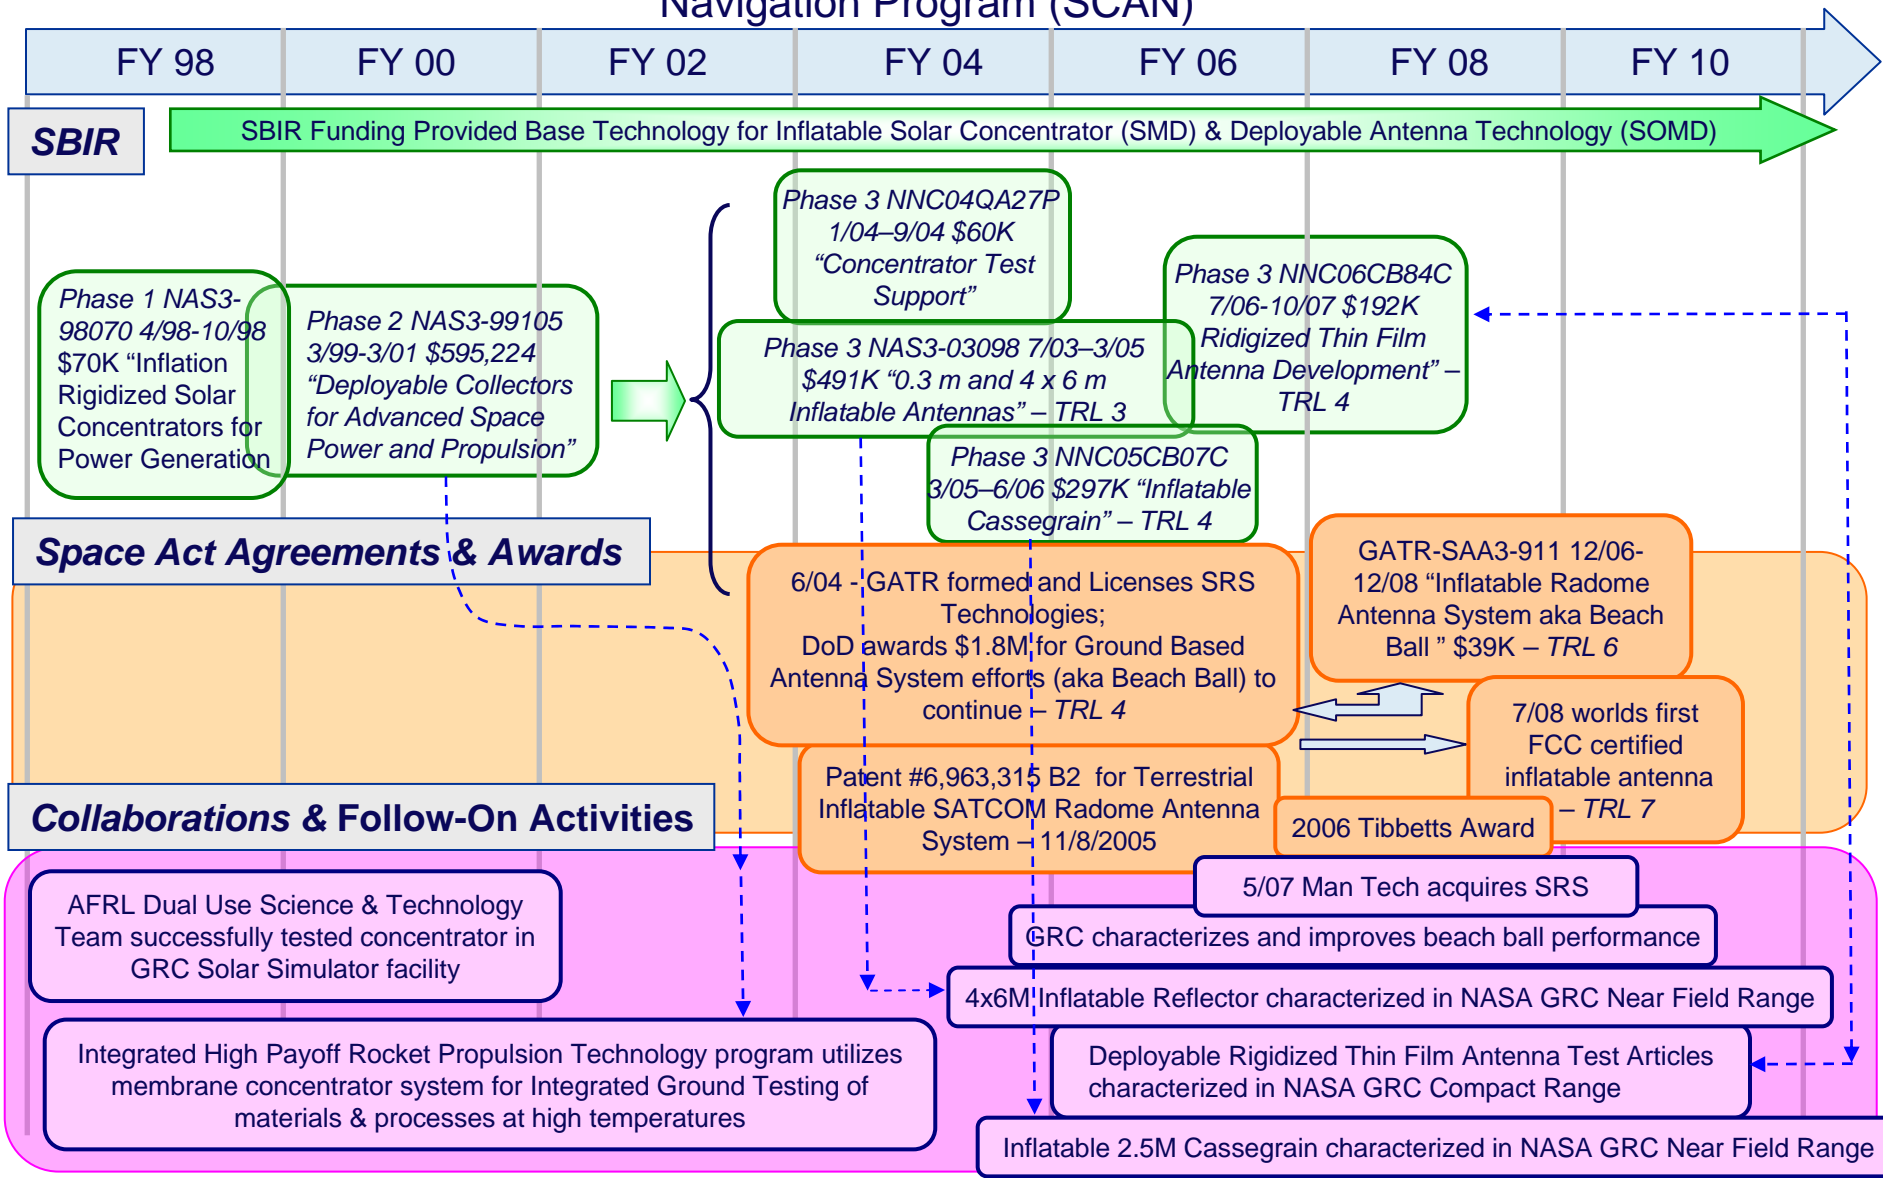 Navigation Program (SCAN)
FY 98
FY 00
FY 02
FY 04
FY 06
FY 08
FY 10
SBIR
SBIR Funding Provided Base Technology for Inflatable Solar Concentrator (SMD) & Deployable Antenna Technology (SOMD)
Phase 1 NAS3-
98070 4/98-10/98
$70K “Inflation
Rigidized Solar
Concentrators for
Power Generation
Phase 2 NAS3-99105
3/99-3/01 $595,224
“Deployable Collectors
for Advanced Space
Power and Propulsion”
Phase 3 NNC04QA27P
1/04–9/04 $60K
“Concentrator Test
Support”
Phase 3 NAS3-03098 7/03–3/05
$491K “0.3 m and 4 x 6 m
Inflatable Antennas” – TRL 3
Phase 3 NNC06CB84C
7/06-10/07 $192K
Ridigized Thin Film
Antenna Development” –
TRL 4
Phase 3 NNC05CB07C
3/05–6/06 $297K “Inflatable
Cassegrain” – TRL 4
Space Act Agreements & Awards
6/04 - GATR formed and Licenses SRS
Technologies;
DoD awards $1.8M for Ground Based
Antenna System efforts (aka Beach Ball) to
continue – TRL 4
GATR-SAA3-911 12/06-
12/08 “Inflatable Radome
Antenna System aka Beach
Ball ” $39K – TRL 6
7/08 worlds first
FCC certified
inflatable antenna
– TRL 7
Patent #6,963,315 B2 for Terrestrial
Inflatable SATCOM Radome Antenna
System – 11/8/2005
2006 Tibbetts Award
Collaborations & Follow-On Activities
AFRL Dual Use Science & Technology
Team successfully tested concentrator in
GRC Solar Simulator facility
Integrated High Payoff Rocket Propulsion Technology program utilizes
membrane concentrator system for Integrated Ground Testing of
materials & processes at high temperatures
5/07 Man Tech acquires SRS
GRC characterizes and improves beach ball performance
4x6M Inflatable Reflector characterized in NASA GRC Near Field Range
Deployable Rigidized Thin Film Antenna Test Articles
characterized in NASA GRC Compact Range
Inflatable 2.5M Cassegrain characterized in NASA GRC Near Field Range